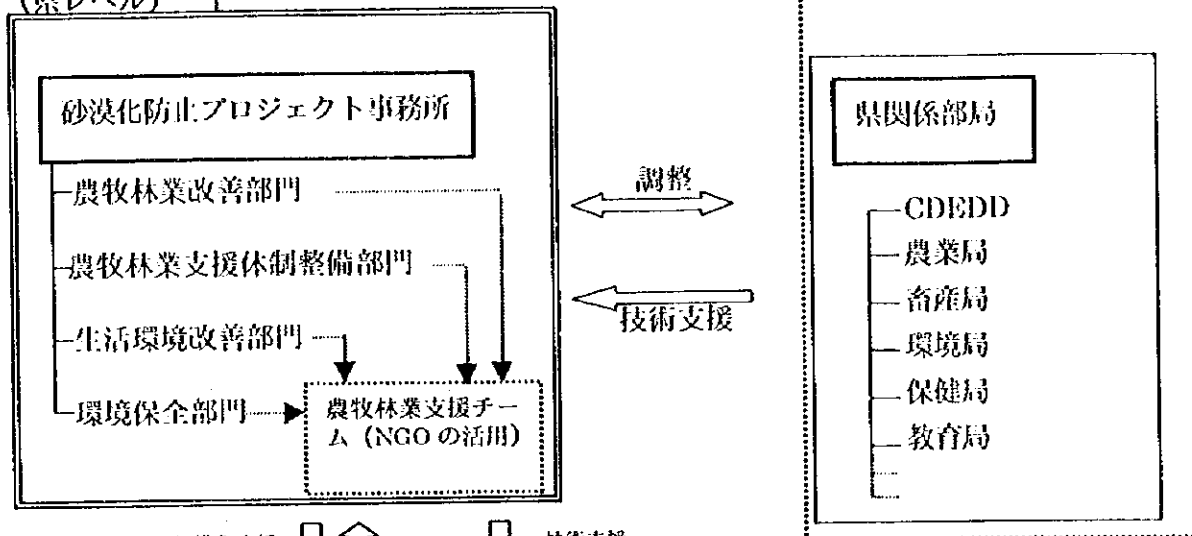 (県レベル)
砂漠化防止プロジェクト事務所
農牧林業改善部門
農牧林業支援体制整備部門
生活環境改善部門
環境保全部門
農牧林業支援チー
ム（NGOの活用）
調整
技術支援
県関係部局
CDEDD
農業局
畜産局
環境局
保健局
教育局
技術支援